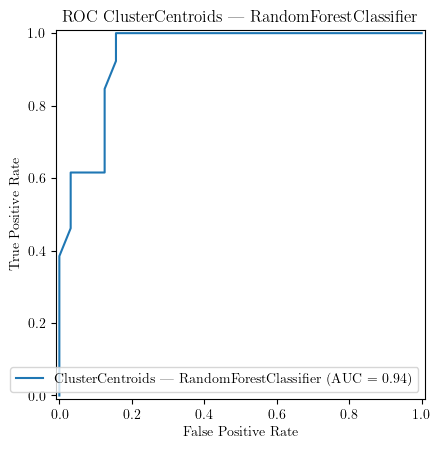 ROC ClusterCentroids — RandomForestClassifier
True Positive Rate
1.0
0.8
0.6
0.4
0.2
0.0
ClusterCentroids — RandomForestClassifier (AUC = 0.94)
0.0 0.2 0.4 0.6 0.8 1.0
False Positive Rate